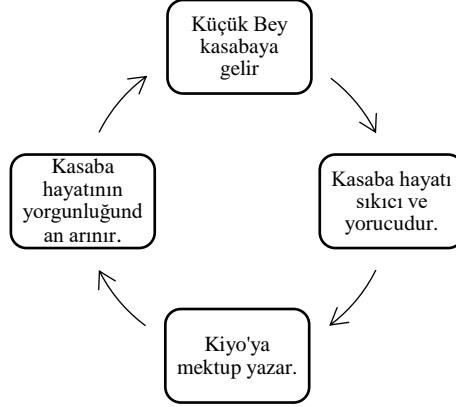 Küçük Bey
kasabaya
gelir
Kasaba hayatı
sıkıcı ve
yorucudur.
Kiyo'ya
mektup yazar.
Kasaba
hayatının
yorgunluğund
an arınır.